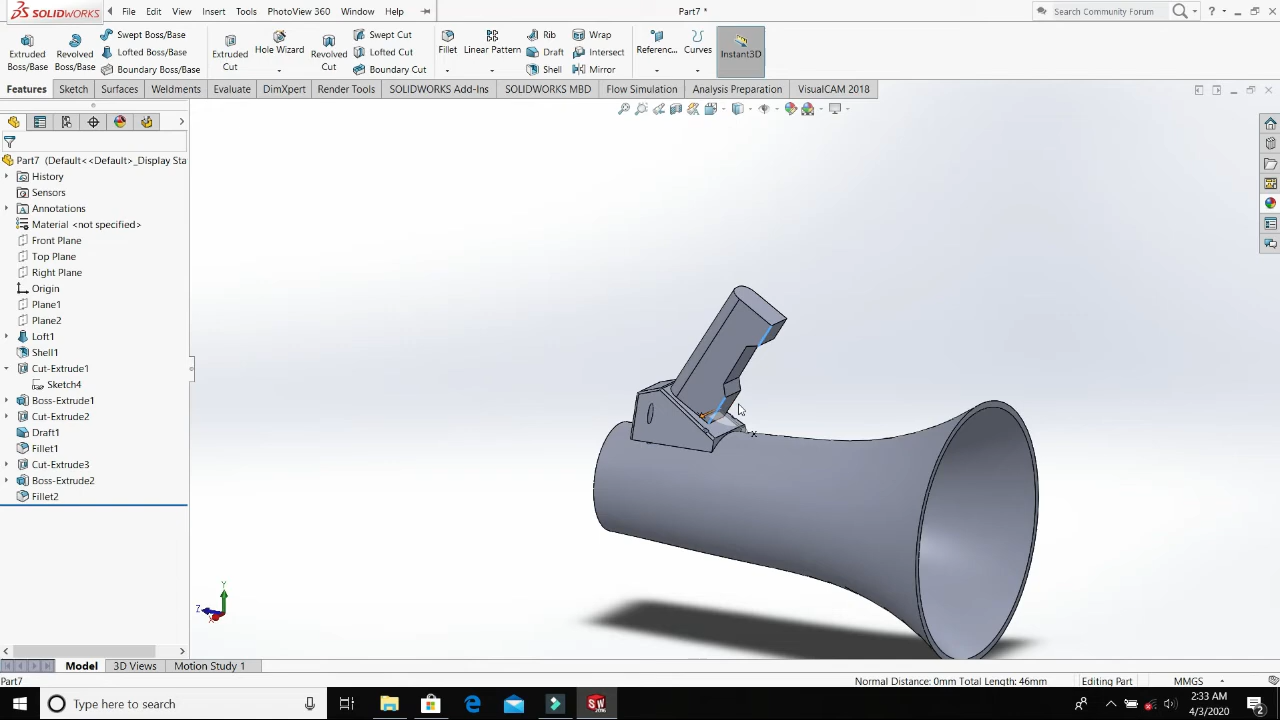 SOLIDWORKS
File Edit View Insert Tools PhotoView 360 Window Help
Part7 *
Search Community Forum
?
Extruded Boss/Base
Revolved Boss/Base
Swept Boss/Base
Lofted Boss/Base
Boundary Boss/Base
Extruded Cut
Hole Wizard
Revolved Cut
Swept Cut
Lofted Cut
Boundary Cut
Fillet
Linear Pattern
Rib
Draft
Shell
Wrap
Intersect
Mirror
Referenc...
Curves
Instant3D
Features Sketch Surfaces Weldments Evaluate DimXpert Render Tools SOLIDWORKS Add-Ins SOLIDWORKS MBD Flow Simulation Analysis Preparation VisualCAM 2018
Part7 (Default<<Default>_Display Sta
History
Sensors
Annotations
Material <not specified>
Front Plane
Top Plane
Right Plane
Origin
Plane1
Plane2
Loft1
Shell1
Cut-Extrude1
Sketch4
Boss-Extrude1
Cut-Extrude2
Draft1
Fillet1
Cut-Extrude3
Boss-Extrude2
Fillet2
Y
Z
X
Model 3D Views Motion Study 1
Part7
Normal Distance: 0mm Total Length: 46mm
Editing Part
MMGS
Type here to search
SW
2:33 AM
4/3/2020
2